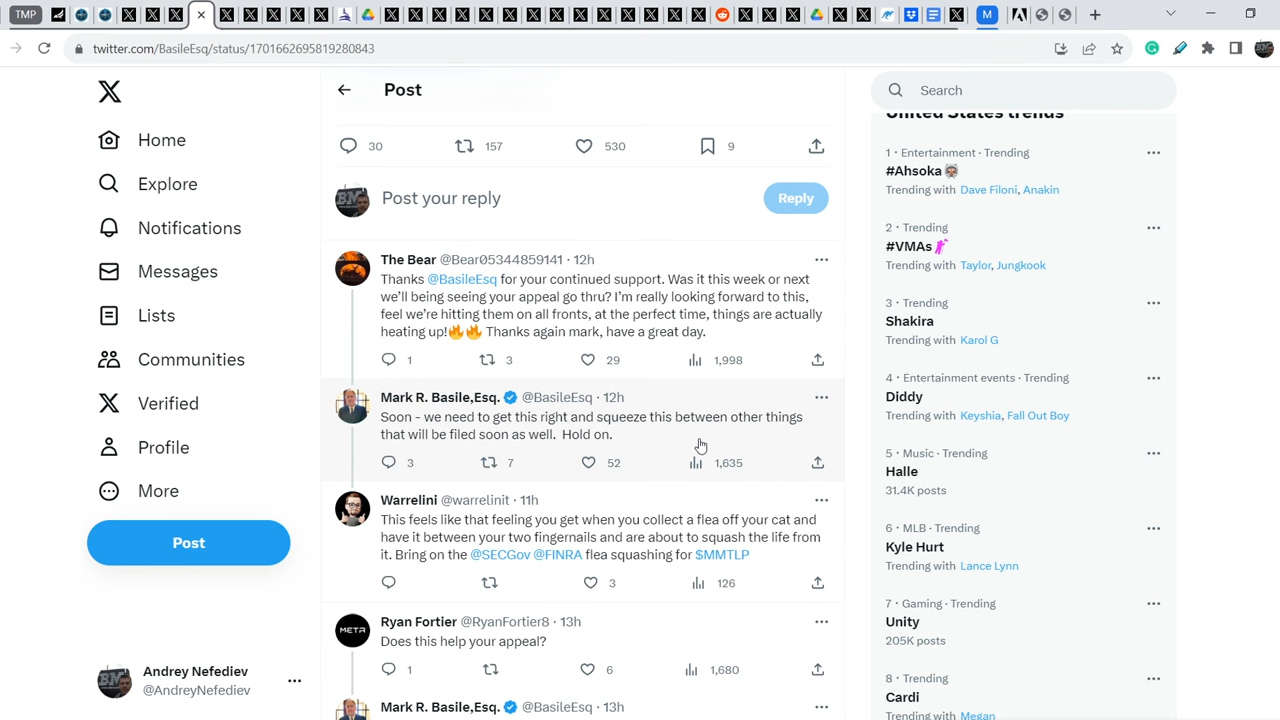 TMP
M
twitter.com/BasileEsq/status/1701662695819280843
Home
Explore
Notifications
Messages
Lists
Communities
Verified
Profile
More
Post
Andrey Nefediev
@AndreyNefediev
Post
30 157 530 9
Post your reply
Reply
The Bear @Bear05344859141 · 12h
Thanks @BasileEsq for your continued support. Was it this week or next
we'll being seeing your appeal go thru? I'm really looking forward to this,
feel we're hitting them on all fronts, at the perfect time, things are actually
heating up!🔥🔥 Thanks again mark, have a great day.
1 3 29 1,998
Mark R. Basile,Esq. @BasileEsq · 12h
Soon - we need to get this right and squeeze this between other things
that will be filed soon as well. Hold on.
3 7 52 1,635
Warrelini @warrelinit · 11h
This feels like that feeling you get when you collect a flea off your cat and
have it between your two fingernails and are about to squash the life from
it. Bring on the @SECGov @FINRA flea squashing for $MMTLP
3 126
META
Ryan Fortier @RyanFortier8 · 13h
Does this help your appeal?
1 6 1,680
Mark R. Basile,Esq. @BasileEsq · 13h
Search
United States trends
1 · Entertainment · Trending
#Ahsoka
Trending with Dave Filoni, Anakin
2 · Trending
#VMAs
Trending with Taylor, Jungkook
3 · Trending
Shakira
Trending with Karol G
4 · Entertainment events · Trending
Diddy
Trending with Keyshia, Fall Out Boy
5 · Music · Trending
Halle
31.4K posts
6 · MLB · Trending
Kyle Hurt
Trending with Lance Lynn
7 · Gaming · Trending
Unity
205K posts
8 · Trending
Cardi
Trending with Megan